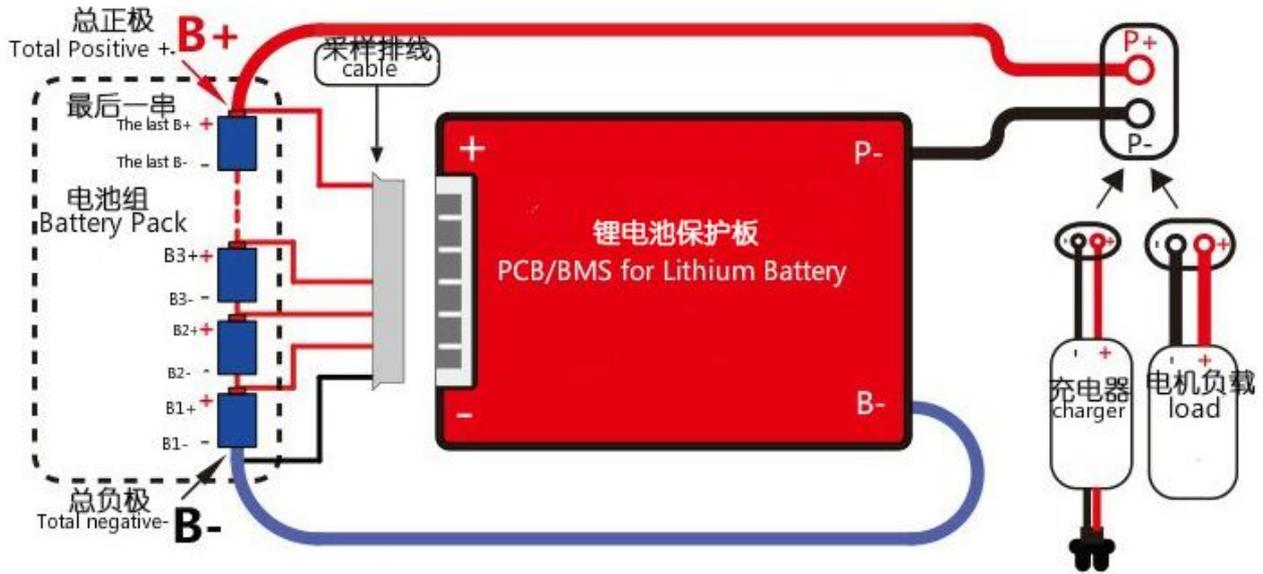 总正极
Total Positive +
B+
采样排线
cable
最后一串
The last B+ +
The last B- -
电池组
Battery Pack
B3+ +
B3- -
B2+ +
B2- -
B1+ +
B1- -
总负极
Total negative-
B-
+
P-
锂电池保护板
PCB/BMS for Lithium Battery
B-
-
P+
P-
- +
- +
- +
- +
充电器
charger
电机负载
load